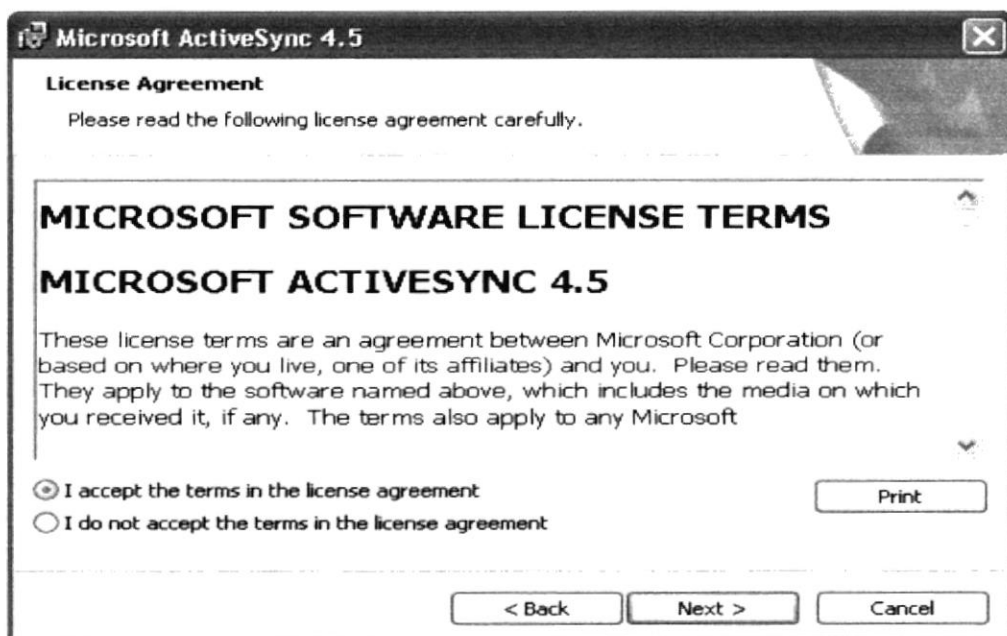 Microsoft ActiveSync 4.5
License Agreement
Please read the following license agreement carefully.
MICROSOFT SOFTWARE LICENSE TERMS
MICROSOFT ACTIVESYNC 4.5
These license terms are an agreement between Microsoft Corporation (or
based on where you live, one of its affiliates) and you.  Please read them.
They apply to the software named above, which includes the media on which
you received it, if any.  The terms also apply to any Microsoft
I accept the terms in the license agreement
Print
I do not accept the terms in the license agreement
< Back
Next >
Cancel